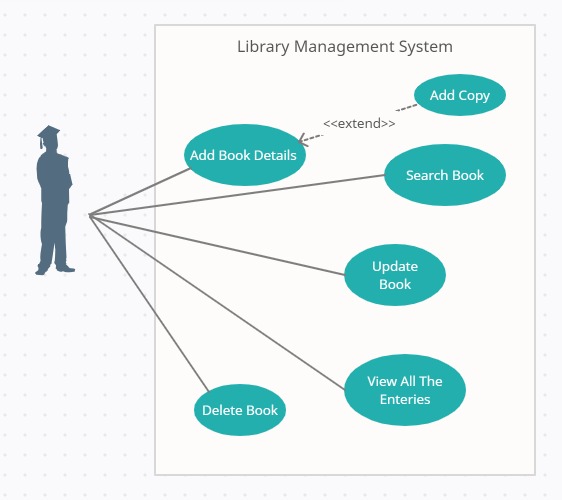 Library Management System
Add Copy
<<extend>>
Add Book Details
Search Book
Update
Book
View All The
Enteries
Delete Book